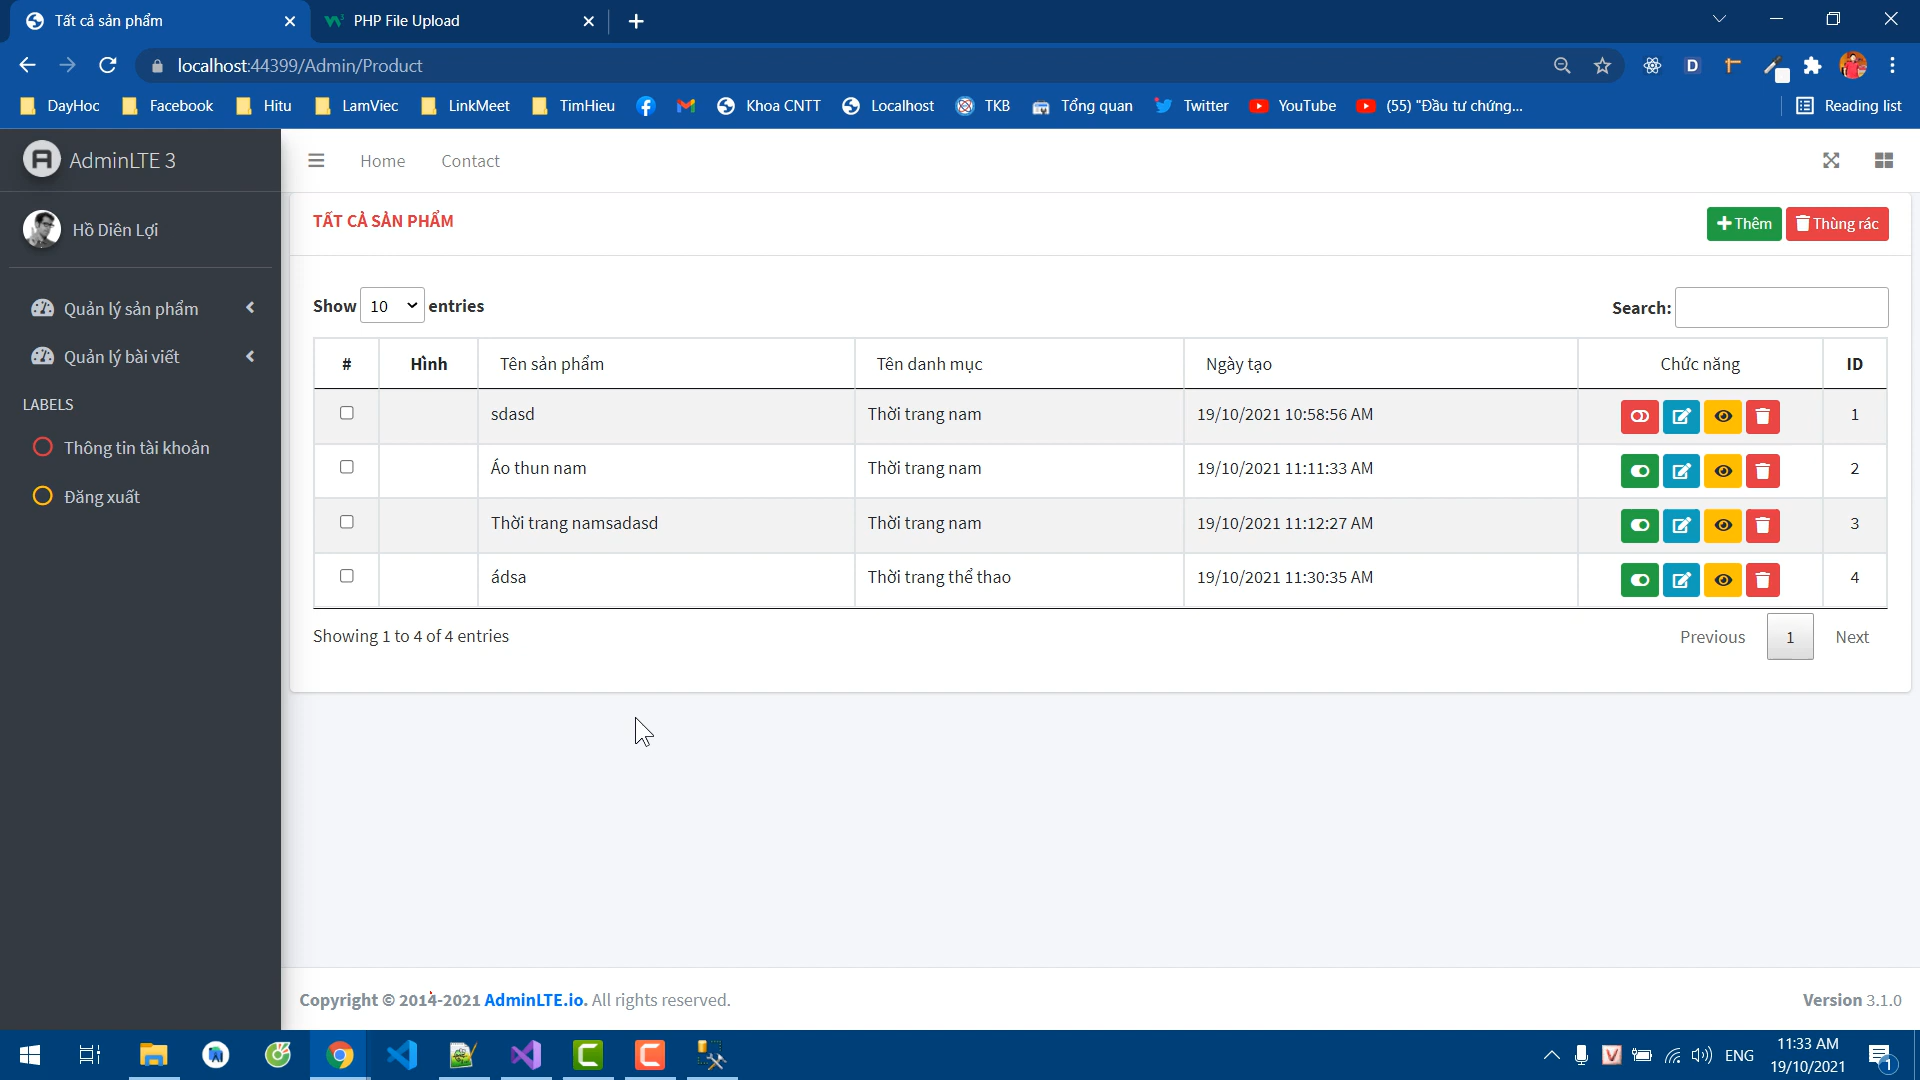 Tất cả sản phẩm
PHP File Upload
localhost:44399/Admin/Product
DayHoc Facebook Hitu LamViec LinkMeet TimHieu Khoa CNTT Localhost TKB Tổng quan Twitter YouTube (55) "Đầu tư chứng... Reading list
AdminLTE 3
Home Contact
Hồ Diên Lợi
Quản lý sản phẩm
Quản lý bài viết
LABELS
Thông tin tài khoản
Đăng xuất
TẤT CẢ SẢN PHẨM
Thêm Thùng rác
Show 10 entries
Search:
# Hình Tên sản phẩm Tên danh mục Ngày tạo Chức năng ID
sdasd Thời trang nam 19/10/2021 10:58:56 AM 1
Áo thun nam Thời trang nam 19/10/2021 11:11:33 AM 2
Thời trang namsadasd Thời trang nam 19/10/2021 11:12:27 AM 3
ádsa Thời trang thể thao 19/10/2021 11:30:35 AM 4
Showing 1 to 4 of 4 entries
Previous 1 Next
Copyright © 2014-2021 AdminLTE.io. All rights reserved.
Version 3.1.0
ENG
11:33 AM
19/10/2021
1